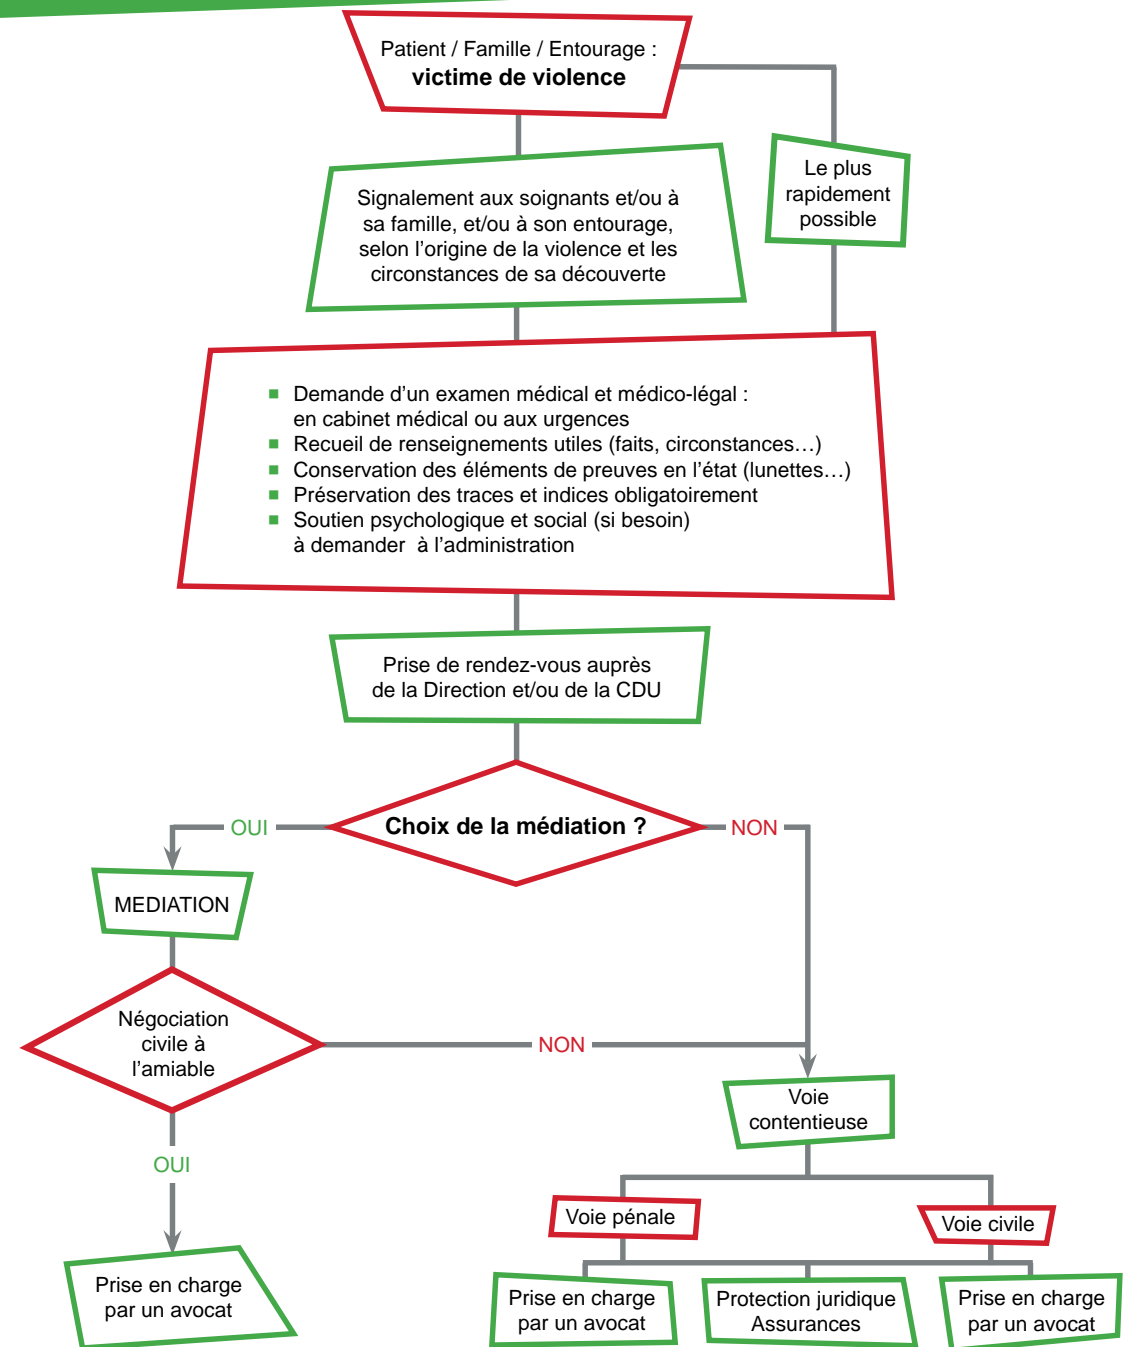 Patient / Famille / Entourage :
victime de violence
Le plus
rapidement
possible
Signalement aux soignants et/ou à
sa famille, et/ou à son entourage,
selon l'origine de la violence et les
circonstances de sa découverte
Demande d'un examen médical et médico-légal :
en cabinet médical ou aux urgences
Recueil de renseignements utiles (faits, circonstances…)
Conservation des éléments de preuves en l'état (lunettes…)
Préservation des traces et indices obligatoirement
Soutien psychologique et social (si besoin)
à demander à l'administration
Prise de rendez-vous auprès
de la Direction et/ou de la CDU
Choix de la médiation ?
OUI
NON
MEDIATION
Négociation
civile à
l'amiable
NON
OUI
Voie
contentieuse
Voie pénale
Voie civile
Prise en charge
par un avocat
Prise en charge
par un avocat
Protection juridique
Assurances
Prise en charge
par un avocat